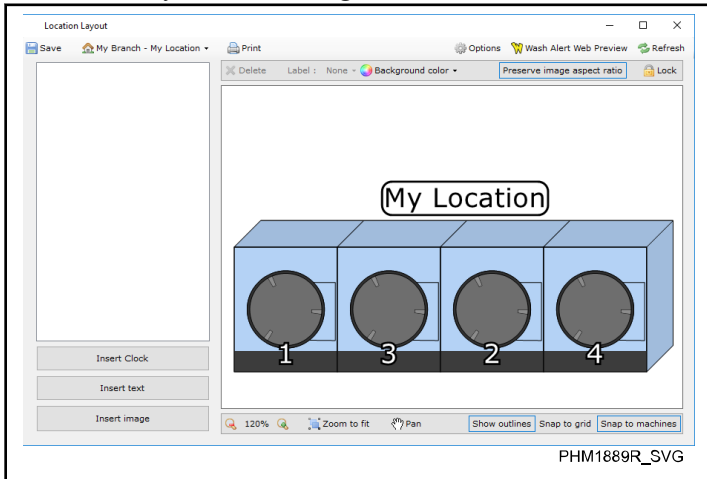 Location Layout
Save My Branch - My Location Print Options Wash Alert Web Preview Refresh
Delete Label : None Background color Preserve image aspect ratio Lock
My Location
1 3 2 4
Insert Clock
Insert text
Insert image
120% Zoom to fit Pan Show outlines Snap to grid Snap to machines
PHM1889R_SVG